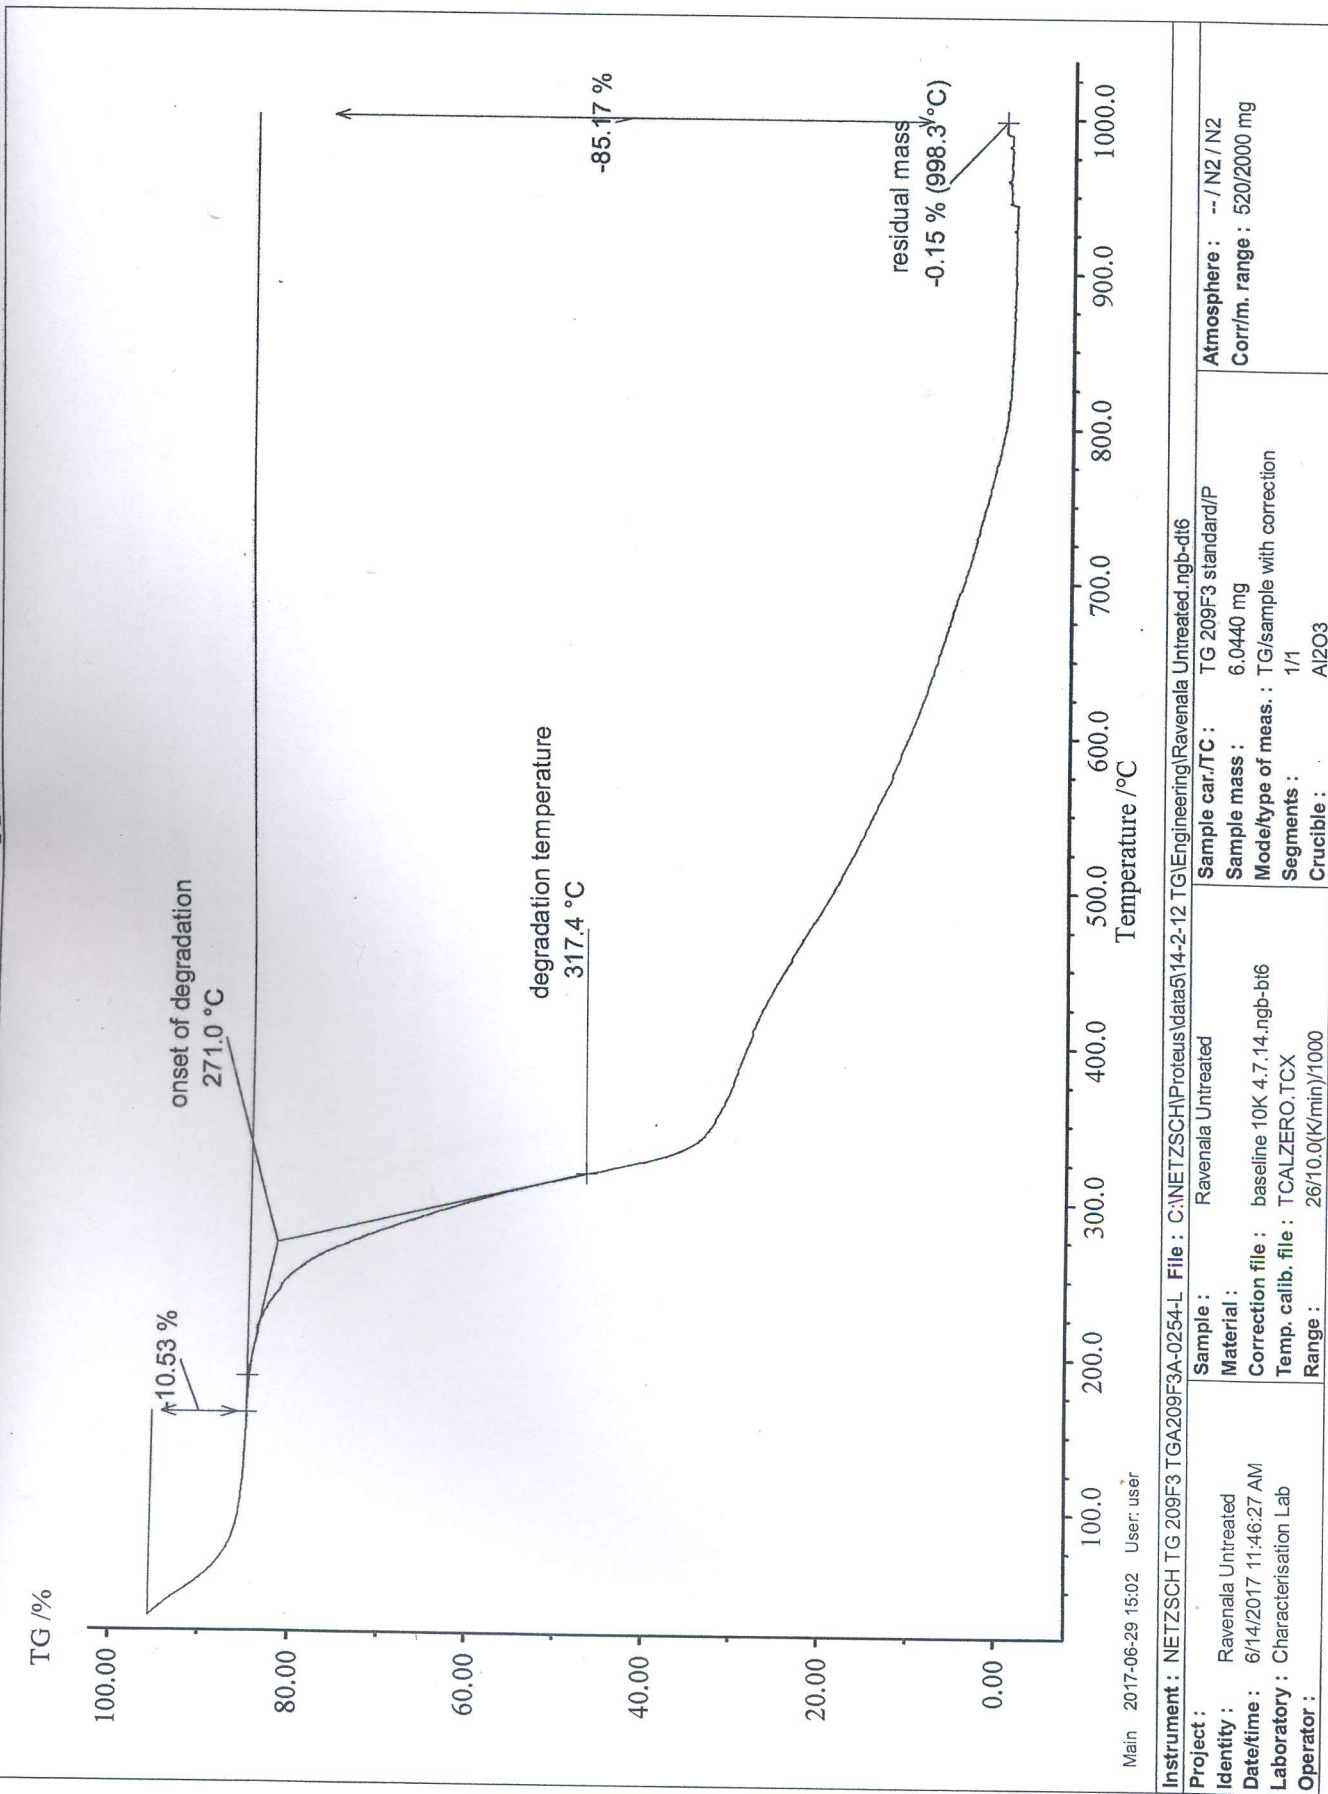 TG /%
100.00
80.00
60.00
40.00
20.00
0.00
-10.53 %
onset of degradation
271.0 °C
degradation temperature
317.4 °C
-85.17 %
residual mass
-0.15 % (998.3 °C)
100.0 200.0 300.0 400.0 500.0 600.0 700.0 800.0 900.0 1000.0
Temperature /°C
Main 2017-06-29 15:02 User: user
Instrument : NETZSCH TG 209F3 TGA209F3A-0254-L File : C:\NETZSCH\Proteus\data5\14-2-12 TG\Engineering\Ravenala Untreated.ngb-dt6
Project :
Identity : Ravenala Untreated
Date/time : 6/14/2017 11:46:27 AM
Laboratory : Characterisation Lab
Operator :
Sample : Ravenala Untreated
Material :
Correction file : baseline 10K 4.7.14.ngb-bt6
Temp. calib. file : TCALZERO.TCX
Range : 26/10.0(K/min)/1000
Sample car./TC : TG 209F3 standard/P
Sample mass : 6.0440 mg
Mode/type of meas. : TG/sample with correction
Segments : 1/1
Crucible : Al2O3
Atmosphere : -- / N2 / N2
Corr/m. range : 520/2000 mg